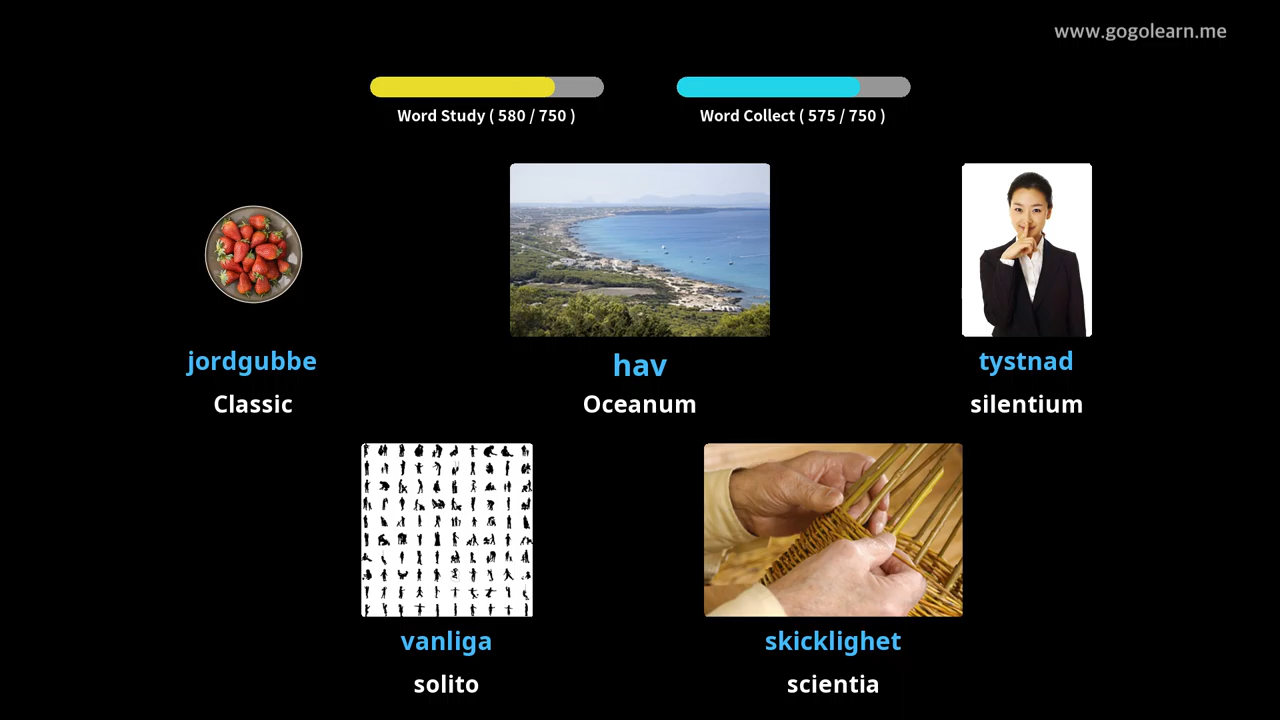 www.gogolearn.me
Word Study ( 580 / 750 )
Word Collect ( 575 / 750 )
jordgubbe
hav
tystnad
Classic
Oceanum
silentium
vanliga
skicklighet
solito
scientia